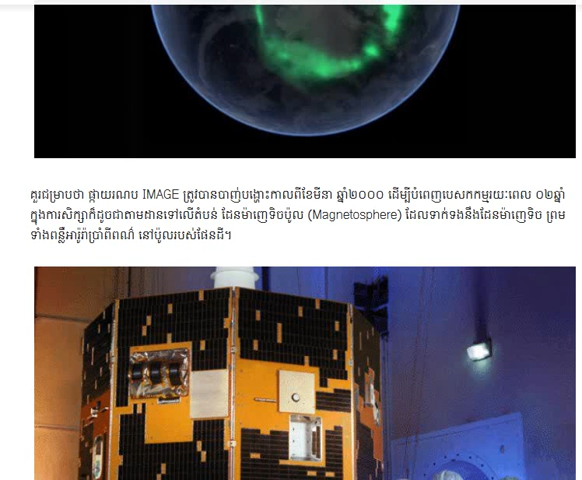 គួរជម្រាបថា ផ្កាយរណប IMAGE ត្រូវបានបាញ់បង្ហោះកាលពីខែមីនា ឆ្នាំ២០០០ ដើម្បីបំពេញបេសកកម្មរយៈពេល ០២ឆ្នាំ
ក្នុងការសិក្សាក៏ដូចជាតាមដានទៅលើតំបន់ ដែនម៉ាញេទិចប៉ូល (Magnetosphere) ដែលទាក់ទងនឹងដែនម៉ាញេទិច ព្រម
ទាំងពន្លឺអារ៉ូរ៉ាប្រាំពីពណ៌ នៅប៉ូលរបស់ផែនដី។